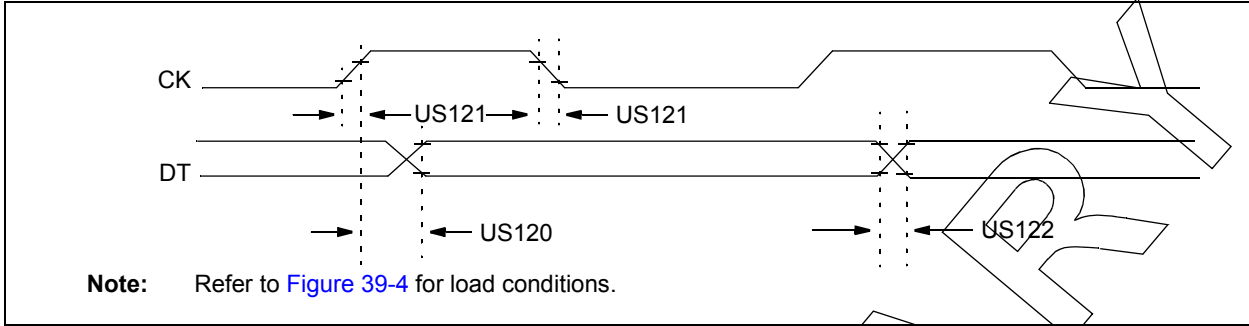 CK
US121 US121
DT
US120 US122
Note: Refer to Figure 39-4 for load conditions.